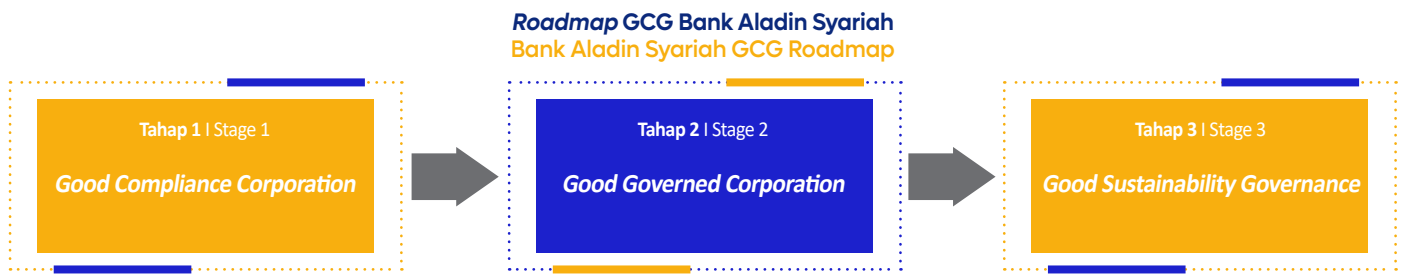 Roadmap GCG Bank Aladin Syariah
Bank Aladin Syariah GCG Roadmap
Tahap 1 I Stage 1
Good Compliance Corporation
Tahap 2 I Stage 2
Good Governed Corporation
Tahap 3 I Stage 3
Good Sustainability Governance